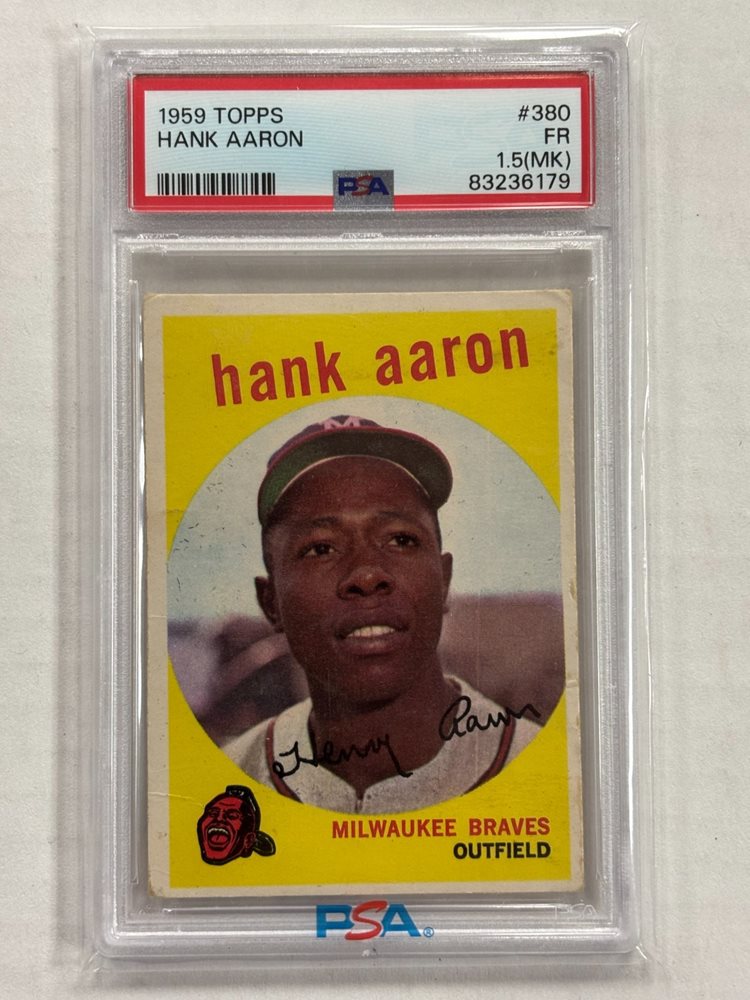 1959 TOPPS #380
HANK AARON FR
1.5(MK)
PSA 83236179
hank aaron
M
Henry Aaron
MILWAUKEE BRAVES
OUTFIELD
PSA®
PSA